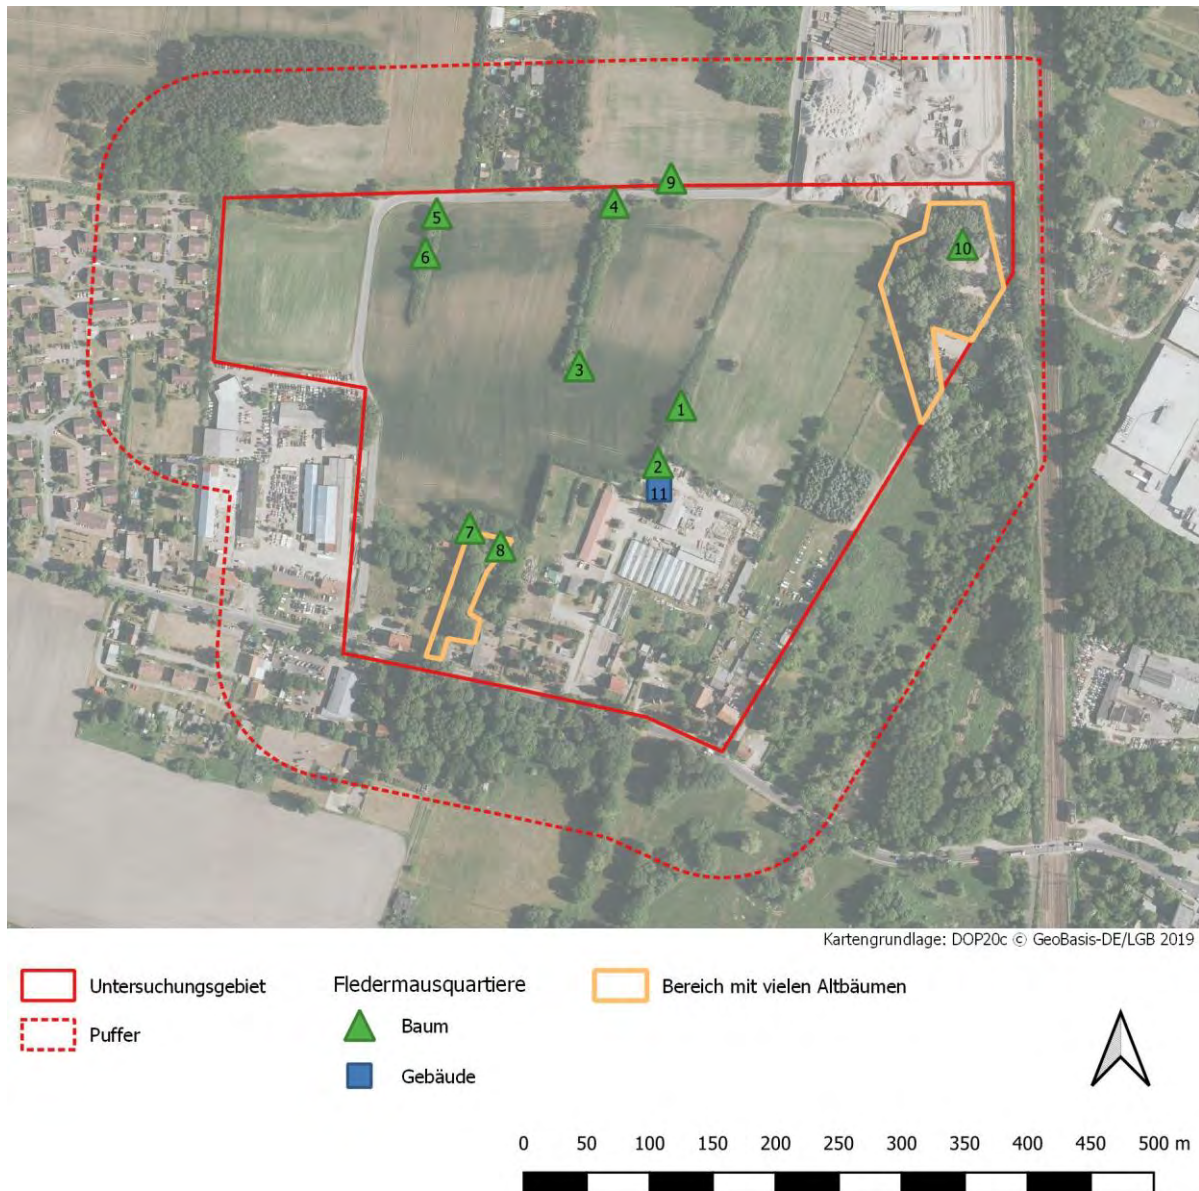 9
4
5
6
10
3
1
2
11
7
8
Kartengrundlage: DOP20c © GeoBasis-DE/LGB 2019
Untersuchungsgebiet
Fledermausquartiere
Bereich mit vielen Altbäumen
Puffer
Baum
Gebäude
0 50 100 150 200 250 300 350 400 450 500 m